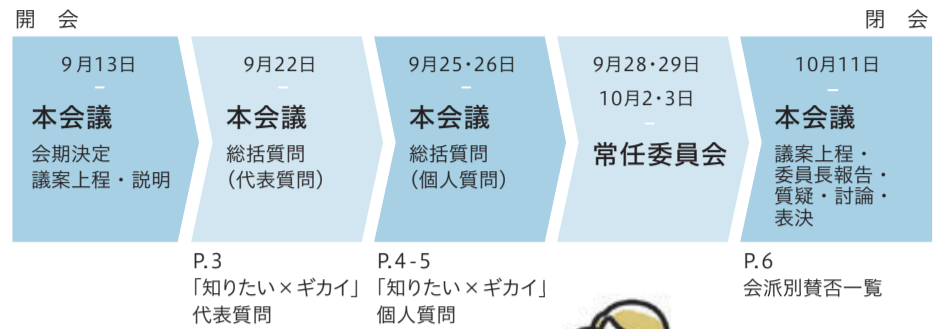 開 会
閉 会
9月13日
本会議
会期決定
議案上程・説明
9月22日
本会議
総括質問
(代表質問)
P.3
「知りたい×ギカイ」
代表質問
9月25・26日
本会議
総括質問
(個人質問)
P.4-5
「知りたい×ギカイ」
個人質問
9月28・29日
10月2・3日
常任委員会
10月11日
本会議
議案上程・
委員長報告・
質疑・討論・
表決
P.6
会派別賛否一覧